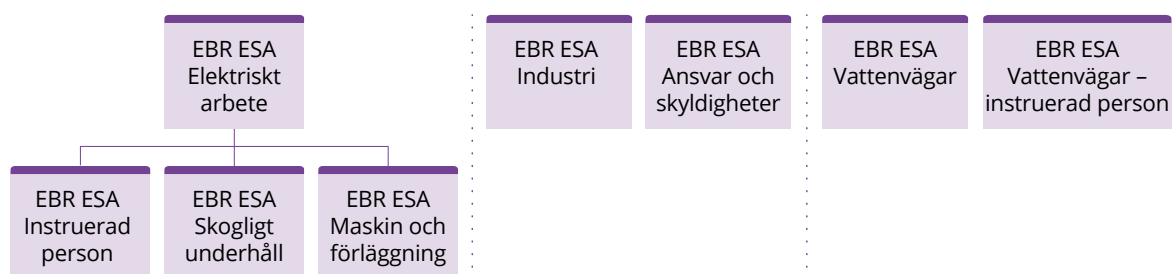 EBR ESA
Elektriskt
arbete
EBR ESA
Instruerad
person
EBR ESA
Skogligt
underhåll
EBR ESA
Maskin och
förläggning
EBR ESA
Industri
EBR ESA
Ansvar och
skyldigheter
EBR ESA
Vattenvägar
EBR ESA
Vattenvägar –
instruerad person